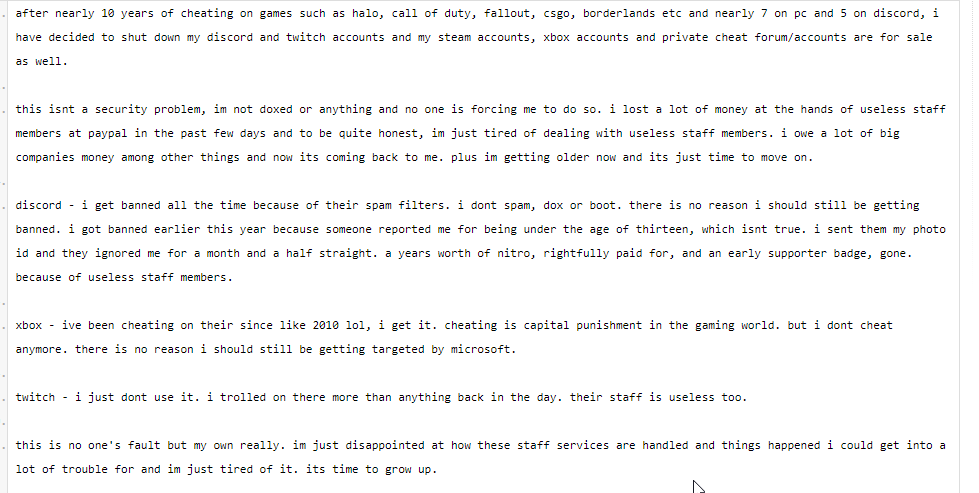 after nearly 10 years of cheating on games such as halo, call of duty, fallout, csgo, borderlands etc and nearly 7 on pc and 5 on discord, i
have decided to shut down my discord and twitch accounts and my steam accounts, xbox accounts and private cheat forum/accounts are for sale
as well.
this isnt a security problem, im not doxed or anything and no one is forcing me to do so. i lost a lot of money at the hands of useless staff
members at paypal in the past few days and to be quite honest, im just tired of dealing with useless staff members. i owe a lot of big
companies money among other things and now its coming back to me. plus im getting older now and its just time to move on.
discord - i get banned all the time because of their spam filters. i dont spam, dox or boot. there is no reason i should still be getting
banned. i got banned earlier this year because someone reported me for being under the age of thirteen, which isnt true. i sent them my photo
id and they ignored me for a month and a half straight. a years worth of nitro, rightfully paid for, and an early supporter badge, gone.
because of useless staff members.
xbox - ive been cheating on their since like 2010 lol, i get it. cheating is capital punishment in the gaming world. but i dont cheat
anymore. there is no reason i should still be getting targeted by microsoft.
twitch - i just dont use it. i trolled on there more than anything back in the day. their staff is useless too.
this is no one's fault but my own really. im just disappointed at how these staff services are handled and things happened i could get into a
lot of trouble for and im just tired of it. its time to grow up.